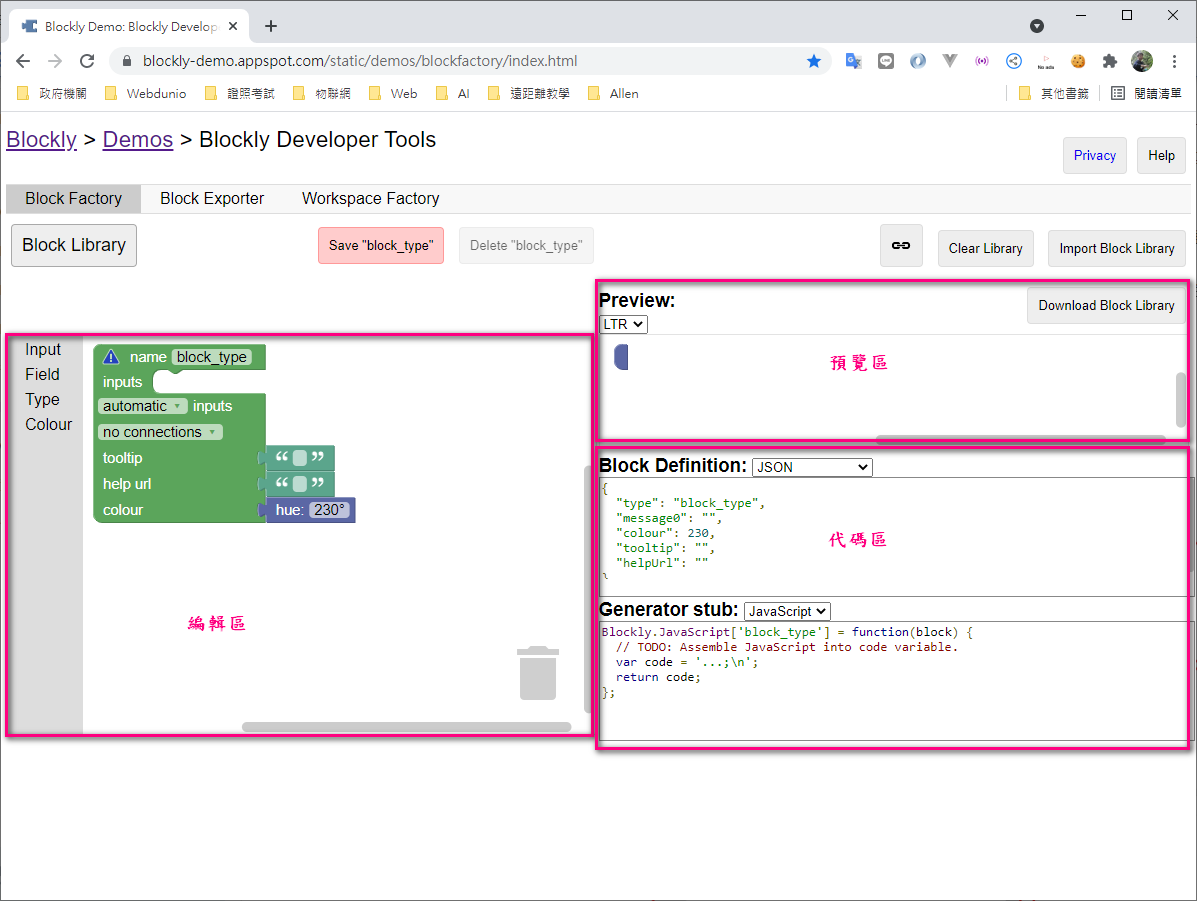 Blockly Demo: Blockly Develope
blockly-demo.appspot.com/static/demos/blockfactory/index.html
No ads
政府機關 Webdunio 證照考試 物聯網 Web AI 遠距離教學 Allen 其他書籤 閱讀清單
Blockly > Demos > Blockly Developer Tools
Privacy Help
Block Factory Block Exporter Workspace Factory
Block Library Save "block_type" Delete "block_type" Clear Library Import Block Library
Preview: Download Block Library
LTR
預覽區
Input
Field
Type
Colour
name block_type
inputs
automatic inputs
no connections
tooltip “ ”
help url “ ”
colour hue: 230°
編輯區
Block Definition: JSON
{
"type": "block_type",
"message0": "",
"colour": 230,
"tooltip": "",
"helpUrl": ""
代碼區
Generator stub: JavaScript
Blockly.JavaScript['block_type'] = function(block) {
// TODO: Assemble JavaScript into code variable.
var code = '...;\n';
return code;
};